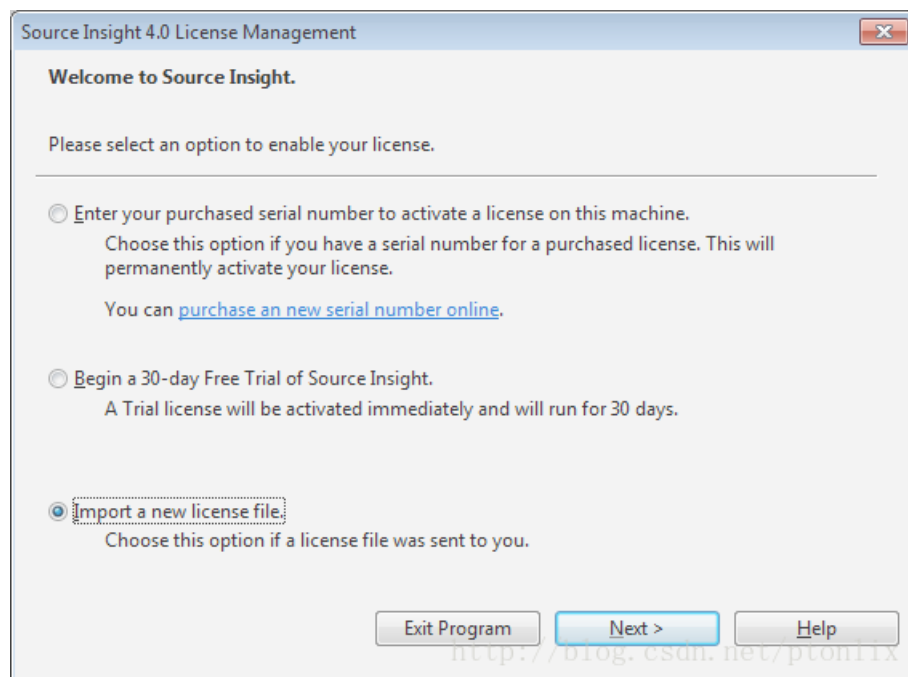 Source Insight 4.0 License Management
Welcome to Source Insight.
Please select an option to enable your license.
Enter your purchased serial number to activate a license on this machine.
Choose this option if you have a serial number for a purchased license. This will
permanently activate your license.
You can purchase an new serial number online.
Begin a 30-day Free Trial of Source Insight.
A Trial license will be activated immediately and will run for 30 days.
Import a new license file.
Choose this option if a license file was sent to you.
Exit Program Next > Help
http://blog.csdn.net/ptonlix